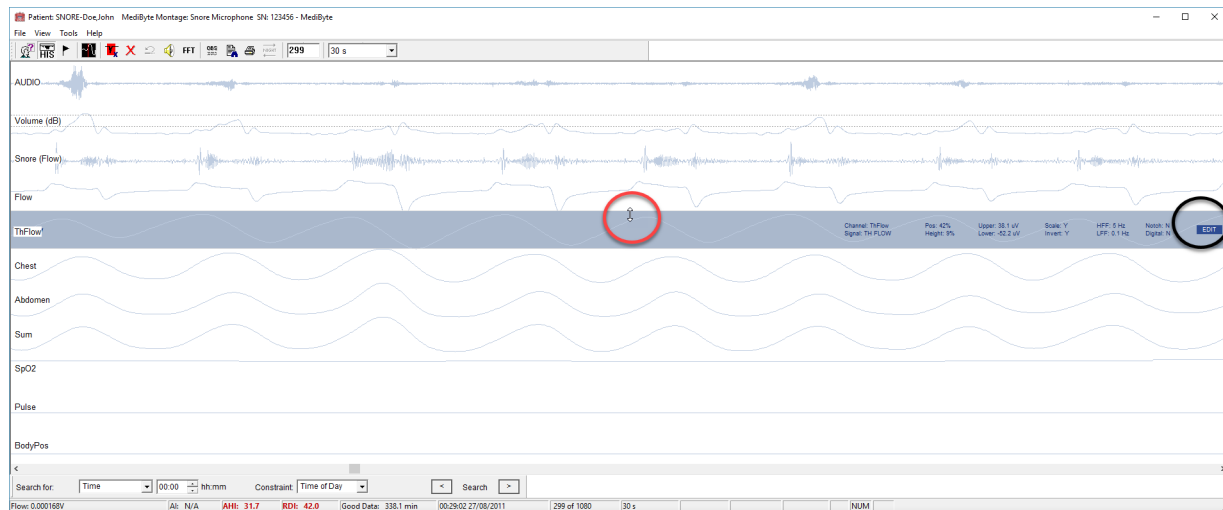 Patient: SNORE-Doe,John   MediByte Montage: Snore Microphone  SN: 123456 - MediByte
File View Tools Help
HIS FFT OBS 299 30 s
AUDIO
Volume (dB)
Snore (Flow)
Flow
ThFlow
Channel: ThFlow Pos: 42% Upper: 38.1 uV Scale: Y HFF: 5 Hz Notch: N
Signal: TH FLOW Height: 9% Lower: -52.2 uV Invert: Y LFF: 0.1 Hz Digital: N
EDIT
Chest
Abdomen
Sum
SpO2
Pulse
BodyPos
Search for: Time 00:00 hh:mm Constraint: Time of Day < Search >
Flow: 0.000168V AI: N/A AHI: 31.7 RDI: 42.0 Good Data: 338.1 min 00:29:02 27/08/2011 299 of 1080 30 s NUM